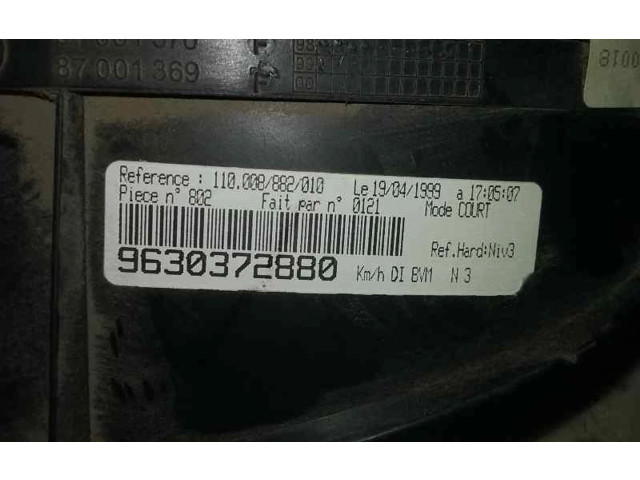 87 001 369
Reference : 110.008/882/010 Le 19/04/1999 a 17:05:07
Piece n° 802 Fait par n° 0121 Mode COURT
Ref.Hard:Niv3
9630372880 Km/h DI BVM N 3